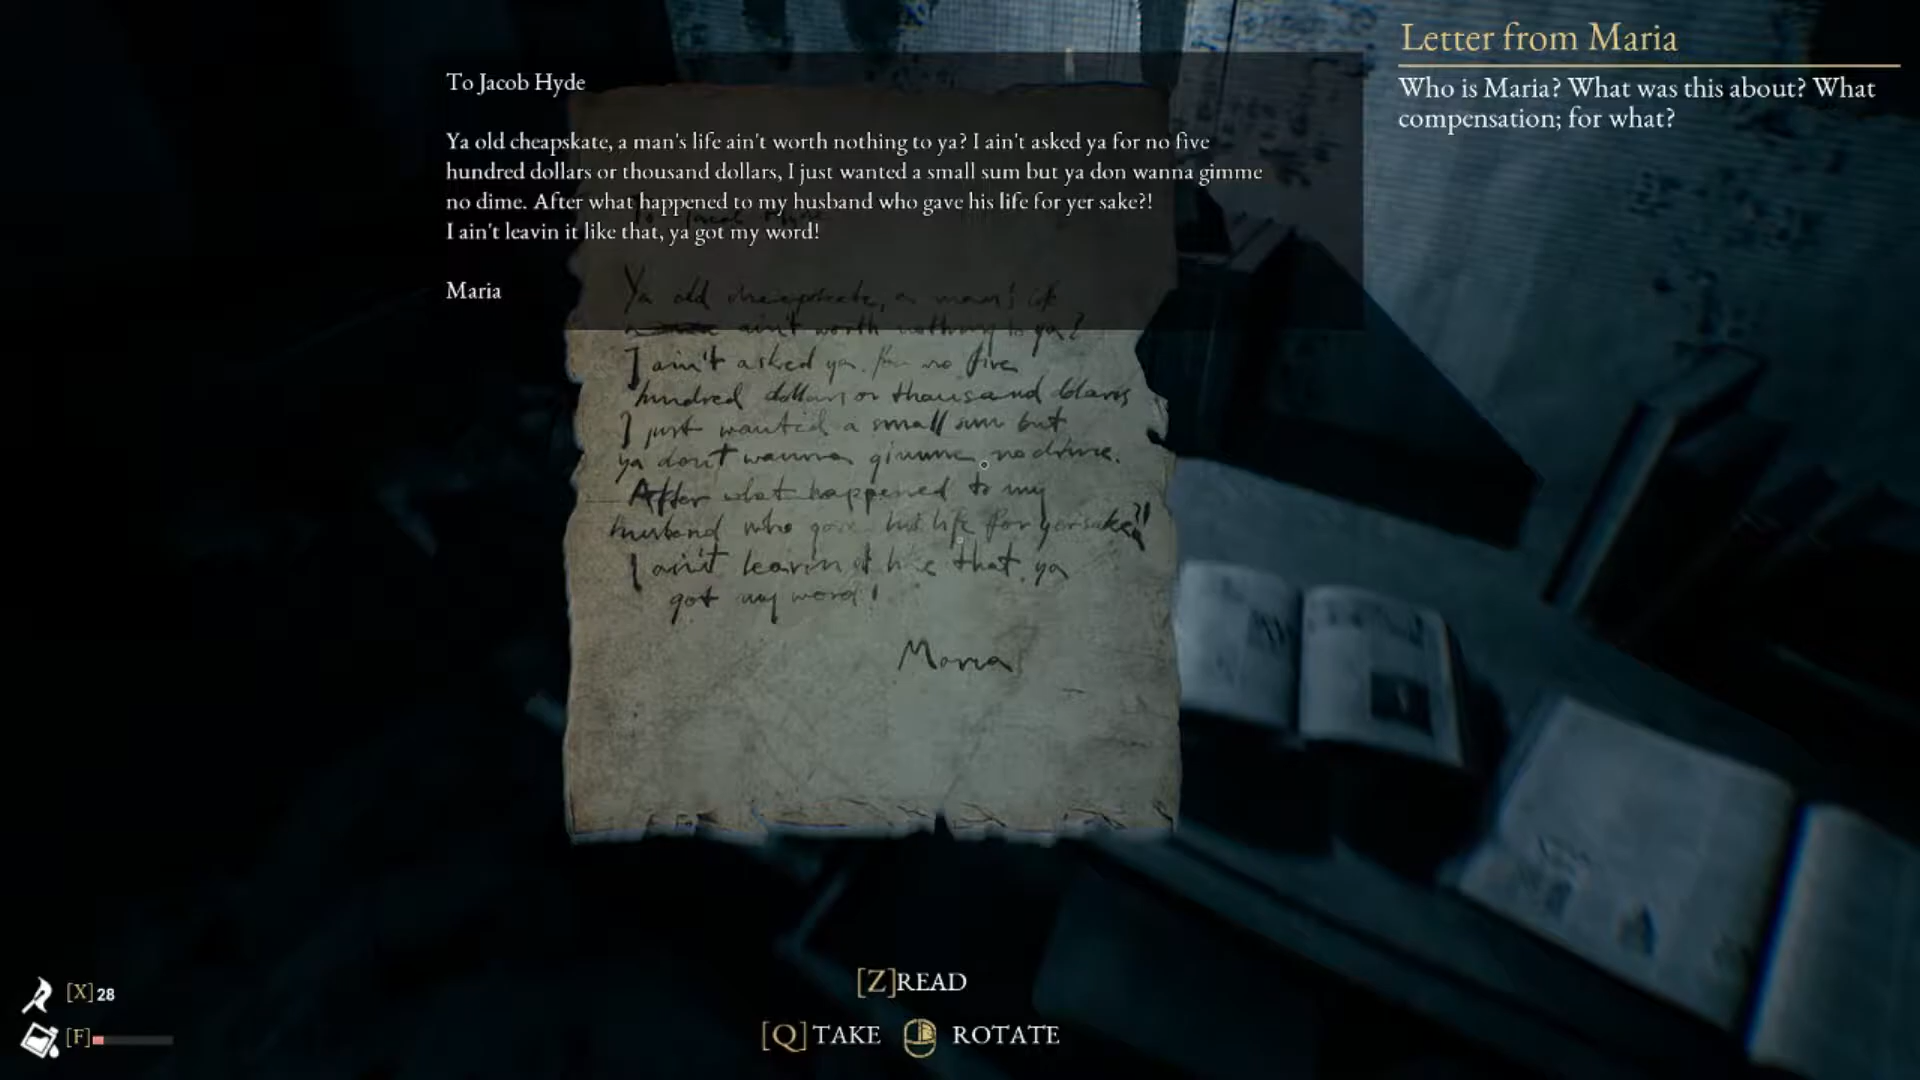 Letter from Maria
Who is Maria? What was this about? What
compensation; for what?
To Jacob Hyde
Ya old cheapskate, a man's life ain't worth nothing to ya? I ain't asked ya for no five
hundred dollars or thousand dollars, I just wanted a small sum but ya don wanna gimme
no dime. After what happened to my husband who gave his life for yer sake?!
I ain't leavin it like that, ya got my word!
Maria
Ya old cheapskate, a man's life
ain't worth nothing to ya?
I ain't asked ya for no five
hundred dollars or thousand dollars
I just wanted a small sum but
ya don't wanna gimme no dime.
After what happened to my
husband who gave his life for yer sake?!
I ain't leavin it like that, ya
got my word!
Maria
[X] 28
[F]
[Z]READ
[Q]TAKE ROTATE